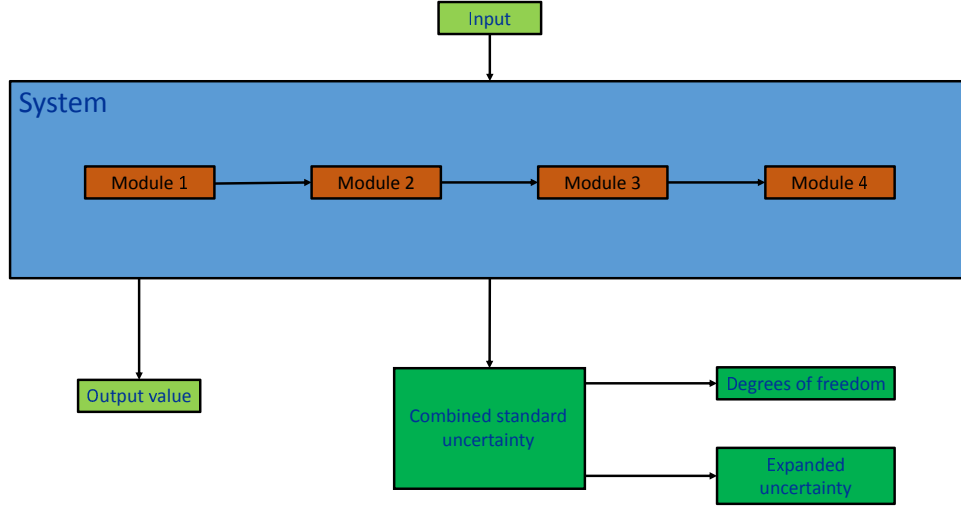 Input
System
Module 1
Module 2
Module 3
Module 4
Output value
Combined standard
uncertainty
Degrees of freedom
Expanded
uncertainty